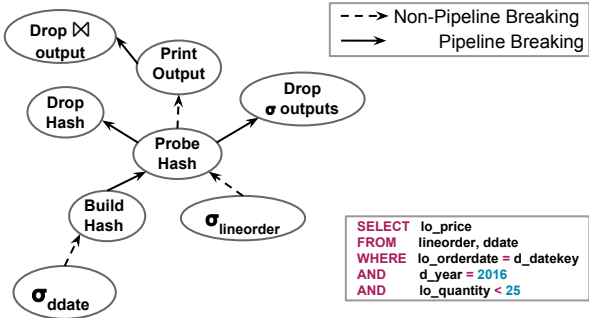 Drop ⋈
output
Print
Output
Non-Pipeline Breaking
Pipeline Breaking
Drop
Hash
Drop
σ outputs
Probe
Hash
Build
Hash
σlineorder
σddate
SELECT lo_price
FROM lineorder, ddate
WHERE lo_orderdate = d_datekey
AND d_year = 2016
AND lo_quantity < 25